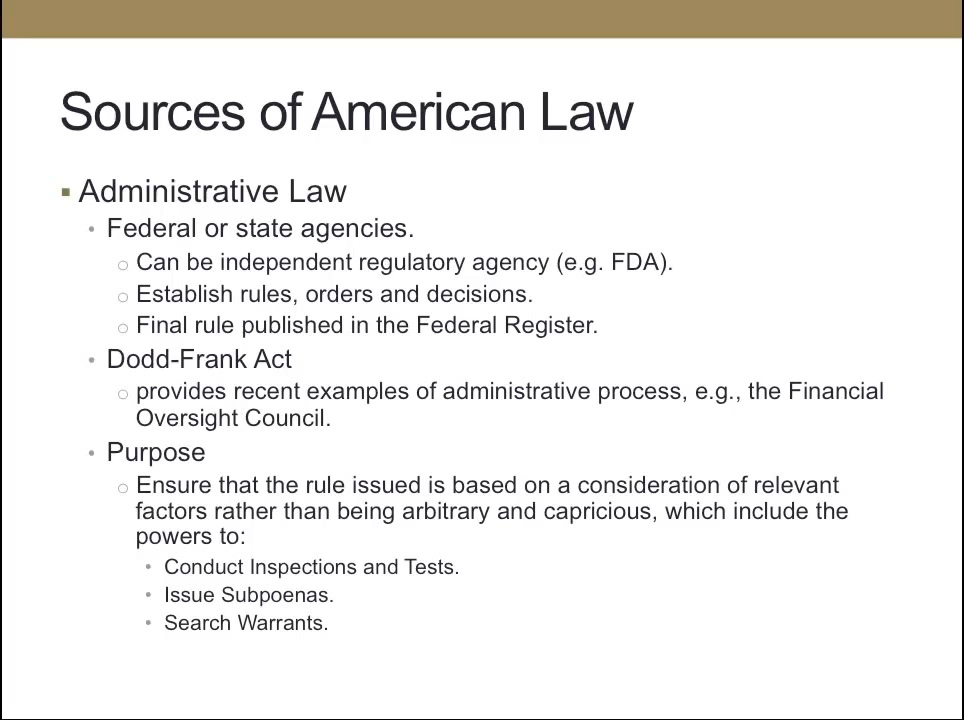 Sources of American Law
▪ Administrative Law
• Federal or state agencies.
○ Can be independent regulatory agency (e.g. FDA).
○ Establish rules, orders and decisions.
○ Final rule published in the Federal Register.
• Dodd-Frank Act
○ provides recent examples of administrative process, e.g., the Financial
Oversight Council.
• Purpose
○ Ensure that the rule issued is based on a consideration of relevant
factors rather than being arbitrary and capricious, which include the
powers to:
• Conduct Inspections and Tests.
• Issue Subpoenas.
• Search Warrants.